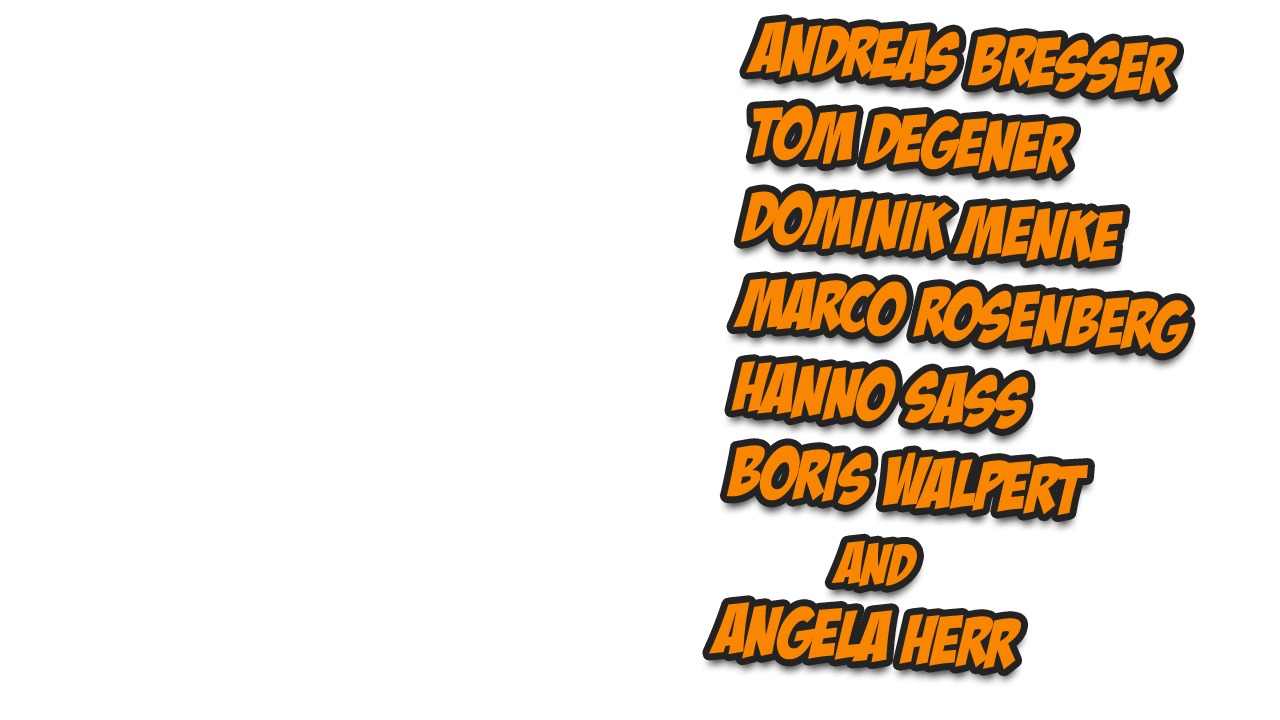 ANDREAS BRESSER
TOM DEGENER
DOMINIK MENKE
MARCO ROSENBERG
HANNO SASS
BORIS WALPERT
AND
ANGELA HERR